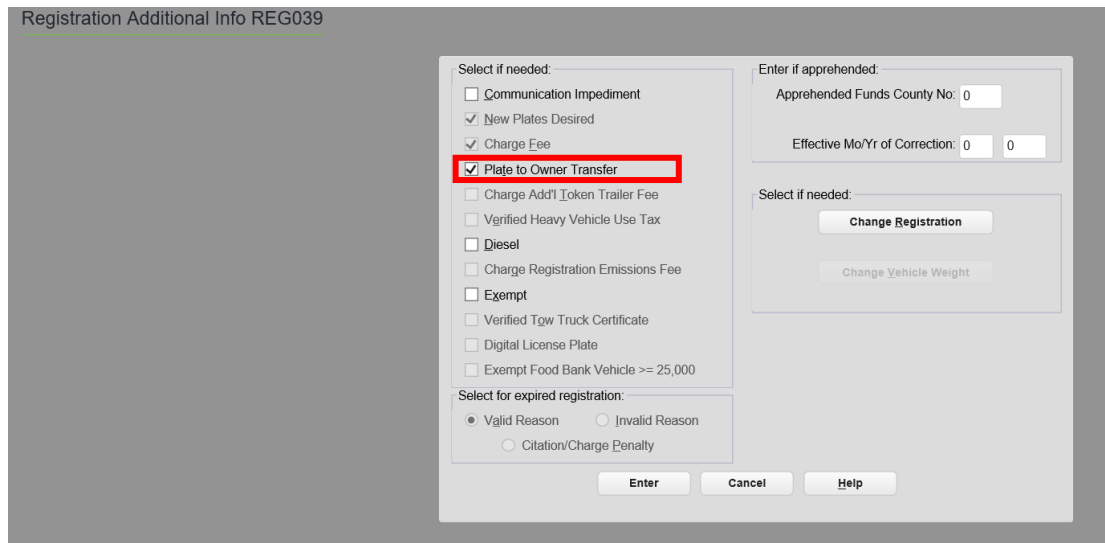 Registration Additional Info REG039
Select if needed:
Communication Impediment
New Plates Desired
Charge Fee
Plate to Owner Transfer
Charge Add'l Token Trailer Fee
Verified Heavy Vehicle Use Tax
Diesel
Charge Registration Emissions Fee
Exempt
Verified Tow Truck Certificate
Digital License Plate
Exempt Food Bank Vehicle >= 25,000
Select for expired registration:
Valid Reason Invalid Reason
Citation/Charge Penalty
Enter if apprehended:
Apprehended Funds County No: 0
Effective Mo/Yr of Correction: 0 0
Select if needed:
Change Registration
Change Vehicle Weight
Enter Cancel Help